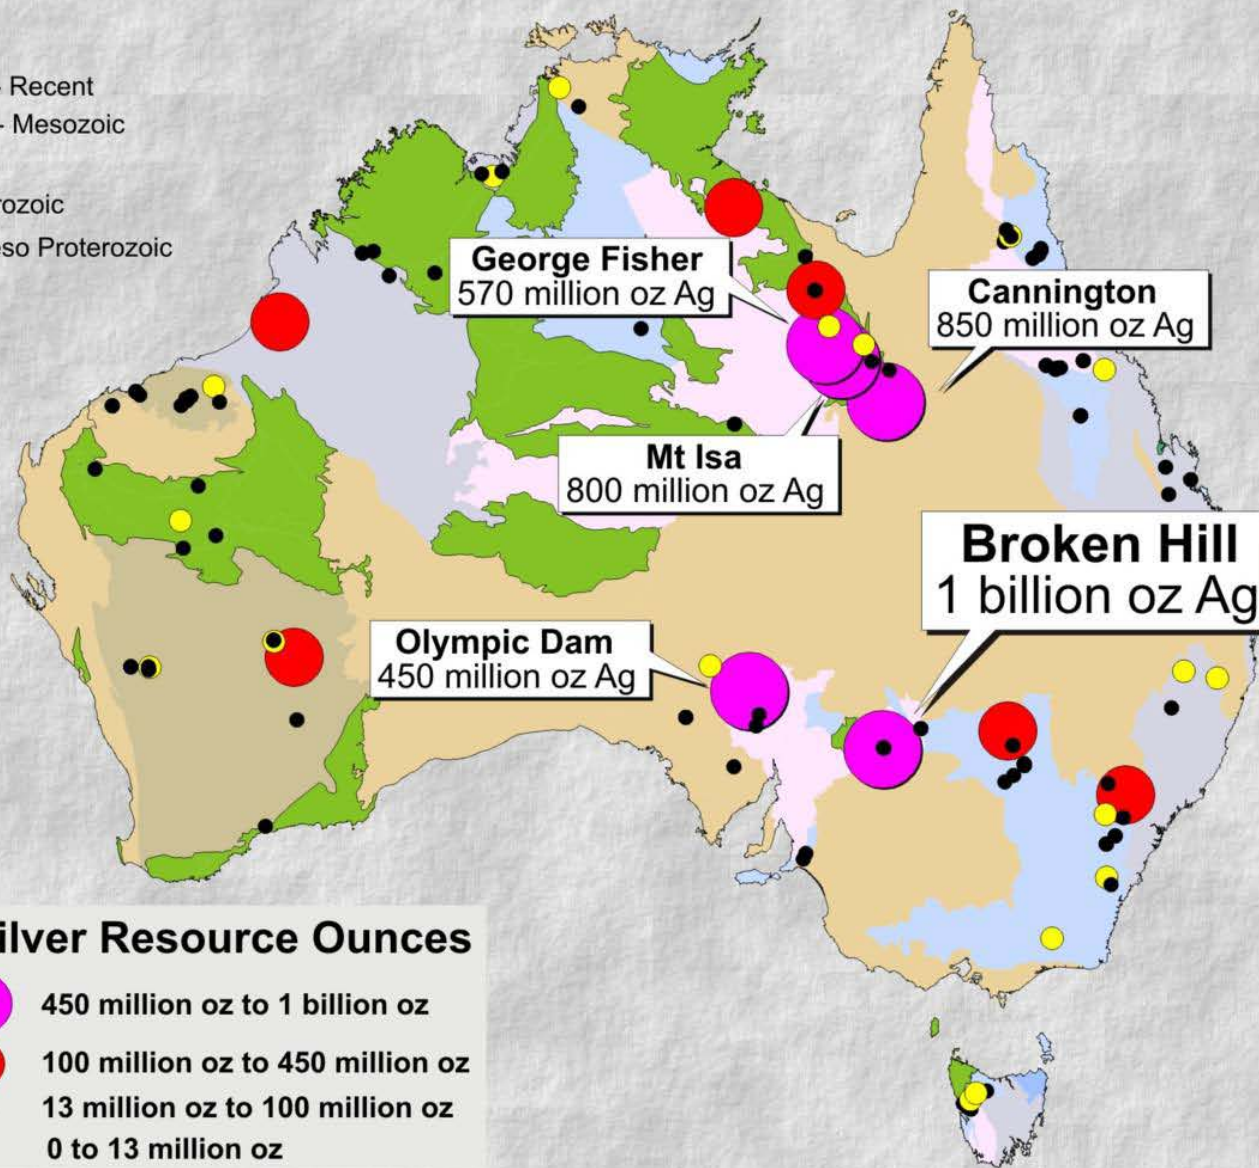 - Recent
- Mesozoic
rozoic
eso Proterozoic
George Fisher
570 million oz Ag
Cannington
850 million oz Ag
Mt Isa
800 million oz Ag
Broken Hill
1 billion oz Ag
Olympic Dam
450 million oz Ag
ilver Resource Ounces
450 million oz to 1 billion oz
100 million oz to 450 million oz
13 million oz to 100 million oz
0 to 13 million oz